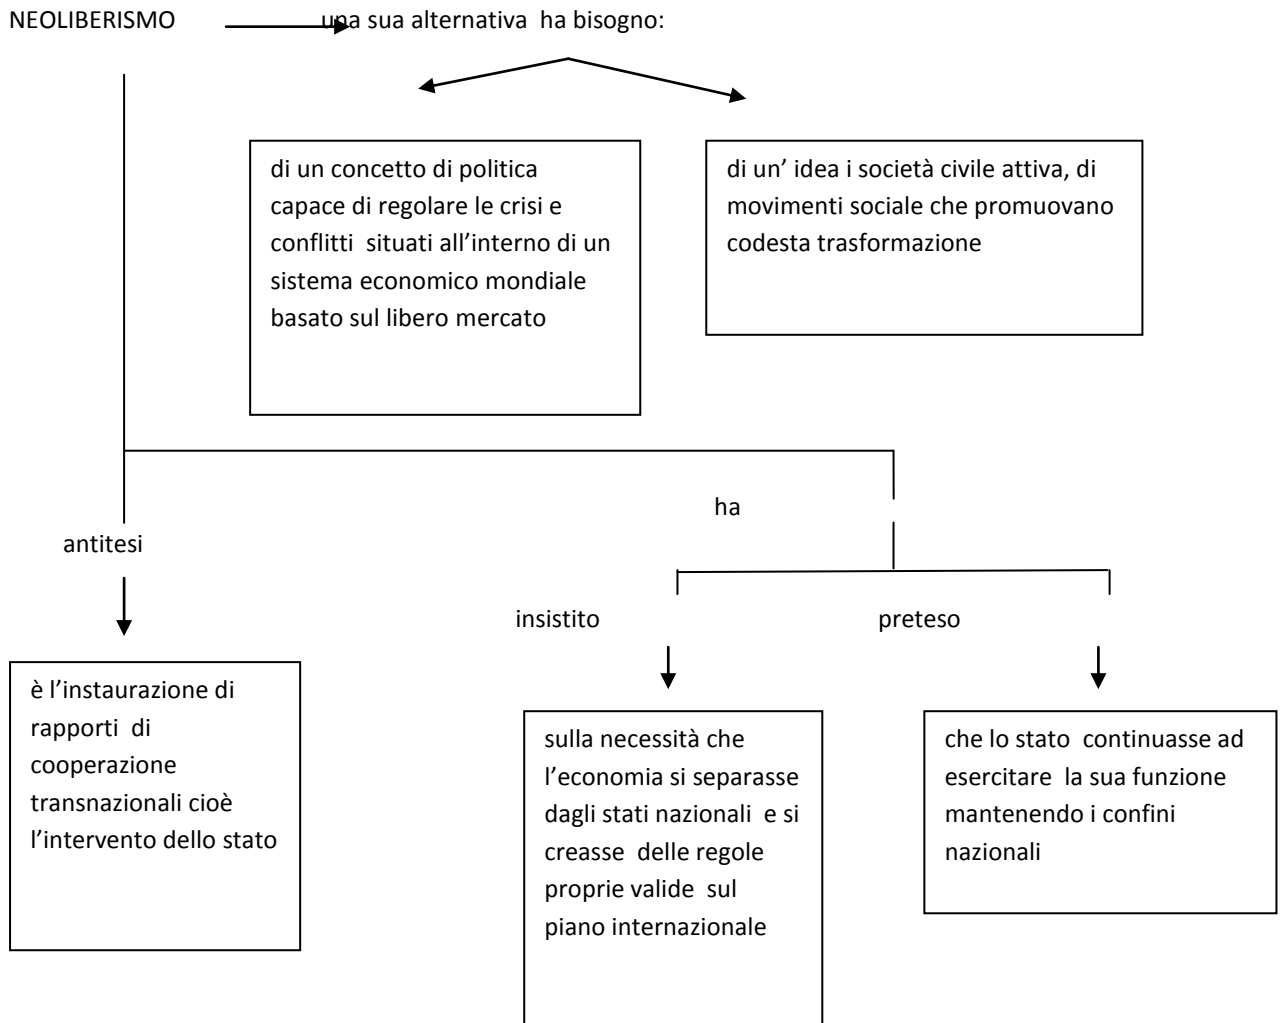 NEOLIBERISMO una sua alternativa ha bisogno:
di un concetto di politica
capace di regolare le crisi e
conflitti situati all’interno di un
sistema economico mondiale
basato sul libero mercato
di un’ idea i società civile attiva, di
movimenti sociale che promuovano
codesta trasformazione
ha
antitesi
insistito
preteso
è l’instaurazione di
rapporti di
cooperazione
transnazionali cioè
l’intervento dello stato
sulla necessità che
l’economia si separasse
dagli stati nazionali e si
creasse delle regole
proprie valide sul
piano internazionale
che lo stato continuasse ad
esercitare la sua funzione
mantenendo i confini
nazionali